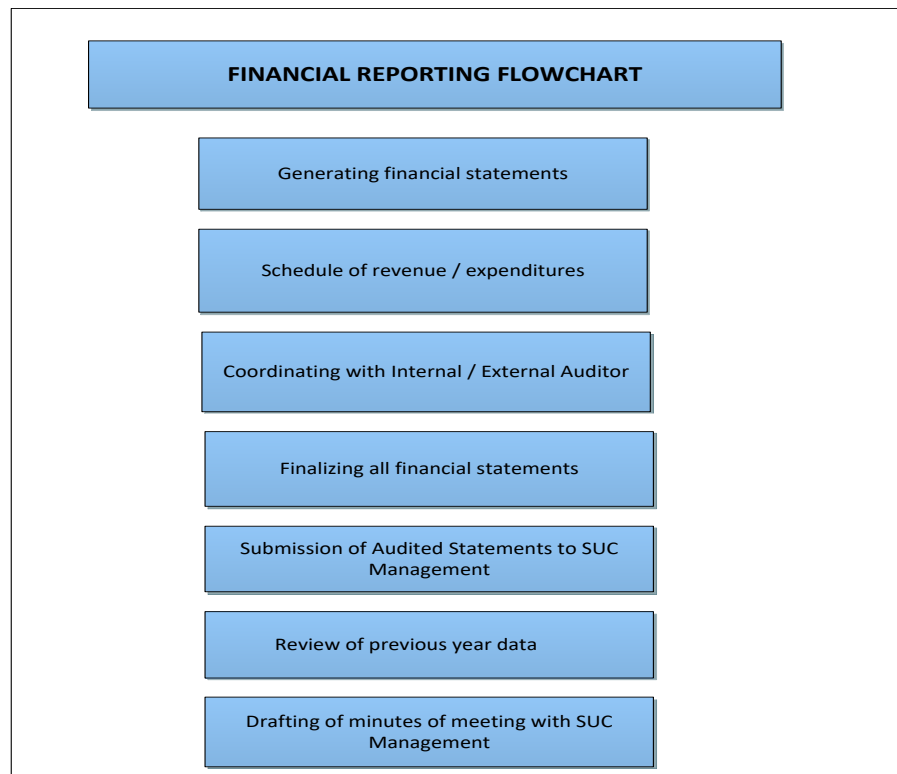 FINANCIAL REPORTING FLOWCHART
Generating financial statements
Schedule of revenue / expenditures
Coordinating with Internal / External Auditor
Finalizing all financial statements
Submission of Audited Statements to SUC
Management
Review of previous year data
Drafting of minutes of meeting with SUC
Management